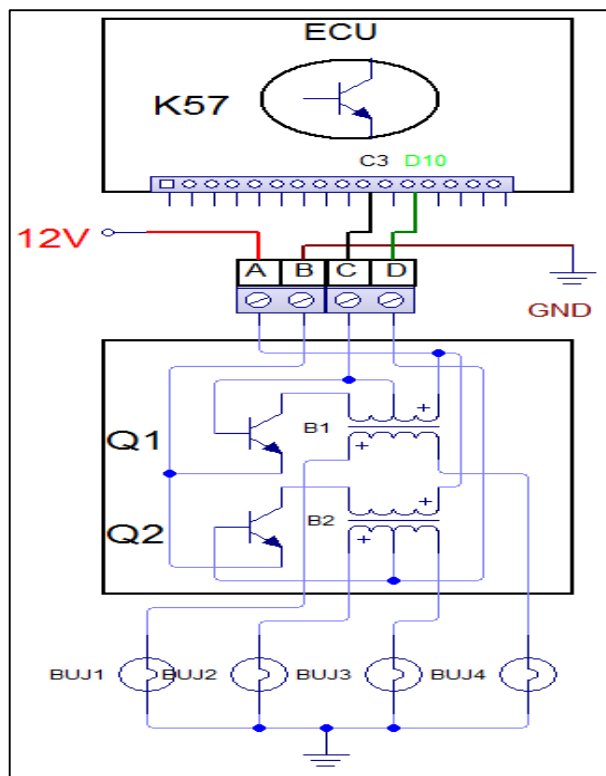 ECU
K57
C3 D10
12V
A B C D
GND
B1
Q1
B2
Q2
BUJ1 BUJ2 BUJ3 BUJ4